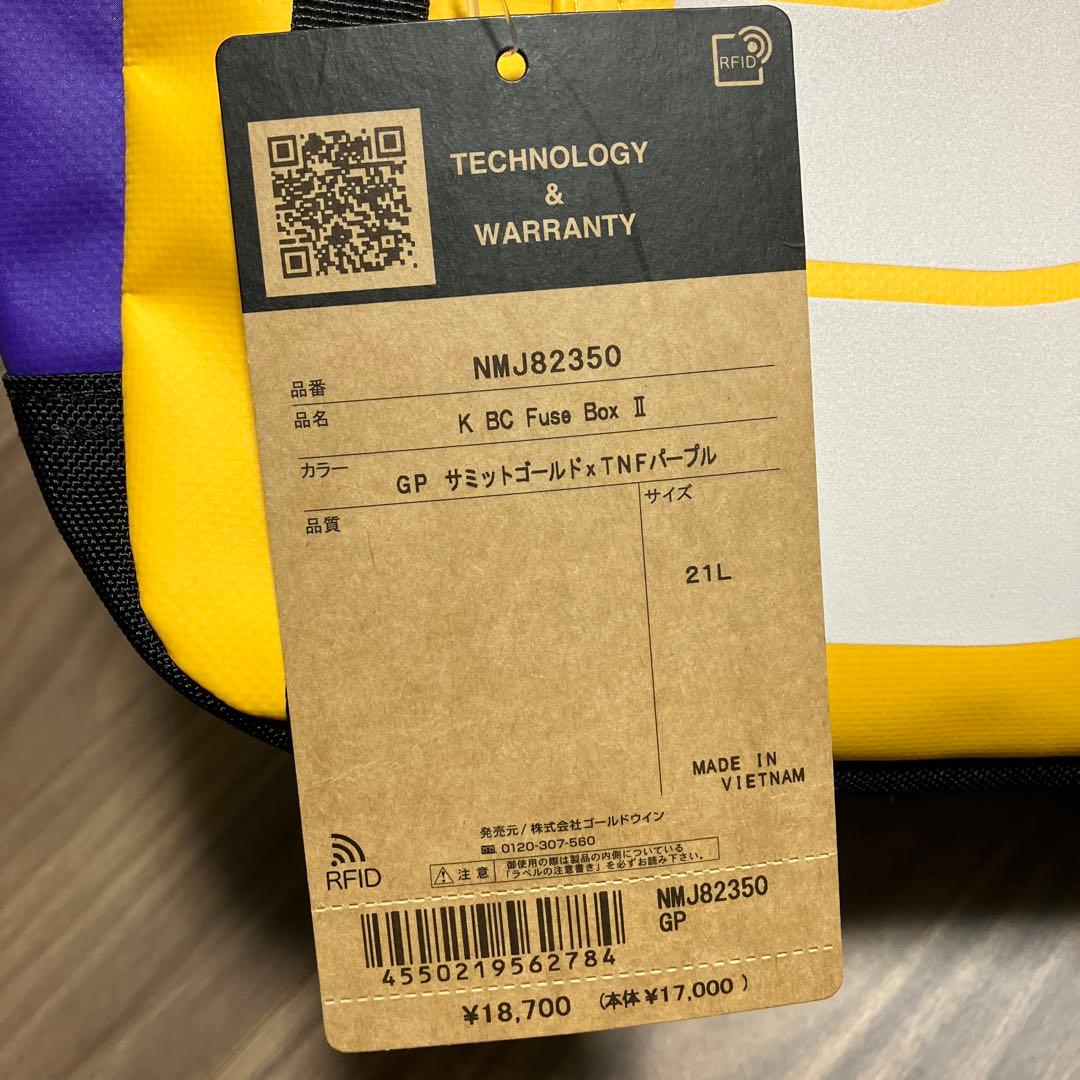 RFID
TECHNOLOGY
&
WARRANTY
品番 NMJ82350
品名 K BC Fuse Box Ⅱ
カラー GP サミットゴールドxTNFパープル
品質
サイズ
21L
MADE IN
VIETNAM
発売元/株式会社ゴールドウイン
0120-307-560
RFID
注意
御使用の際は製品の内側についている
「ラベルの注意書き」を必ずお読み下さい。
NMJ82350
GP
4550219562784
¥18,700 (本体¥17,000)